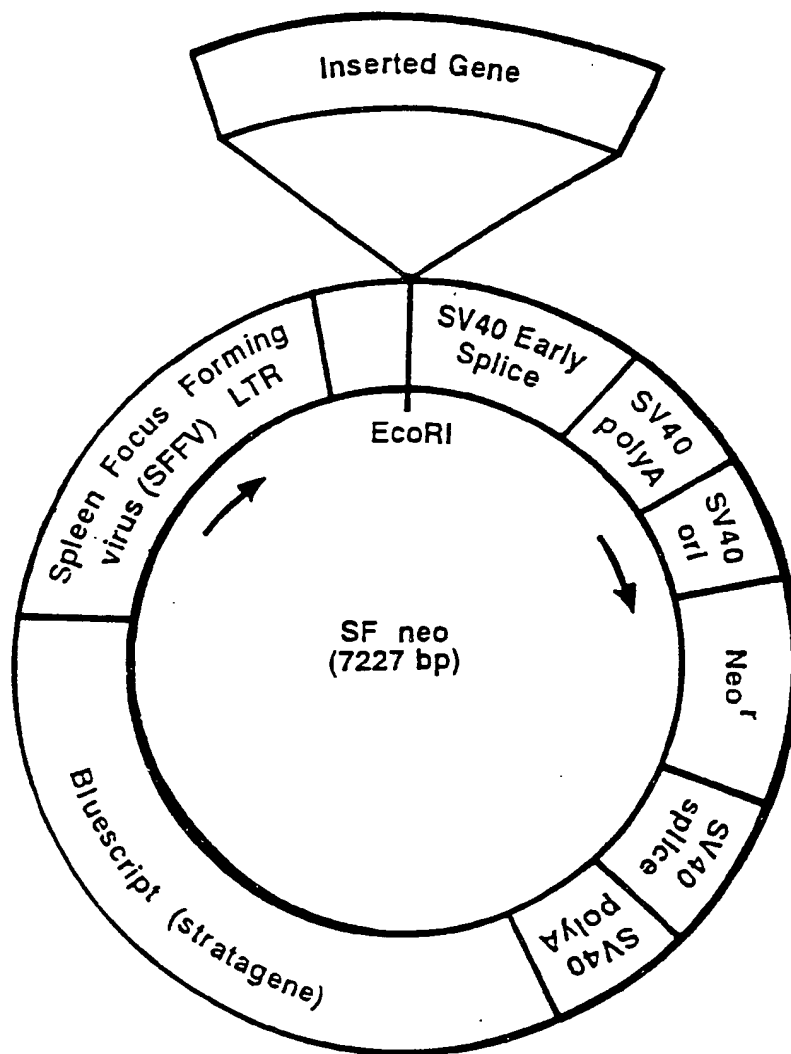 Inserted Gene
Spleen Focus Forming
virus (SFFV) LTR
SV40 Early
Splice
EcoRI
SV40
polyA
SV40
ori
SF neo
(7227 bp)
Neoʳ
SV40
splice
SV40
polyA
Bluescript (stratagene)